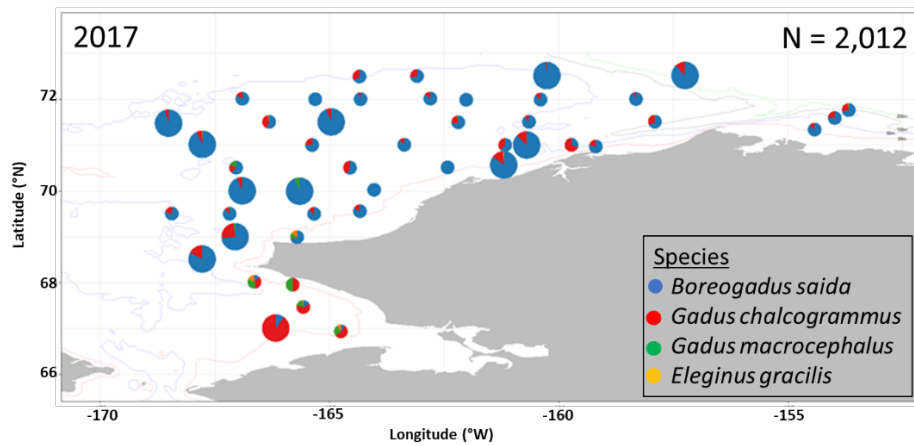 2017
N = 2,012
72
70
68
66
Latitude (°N)
Species
Boreogadus saida
Gadus chalcogrammus
Gadus macrocephalus
Eleginus gracilis
-170
-165
-160
-155
Longitude (°W)